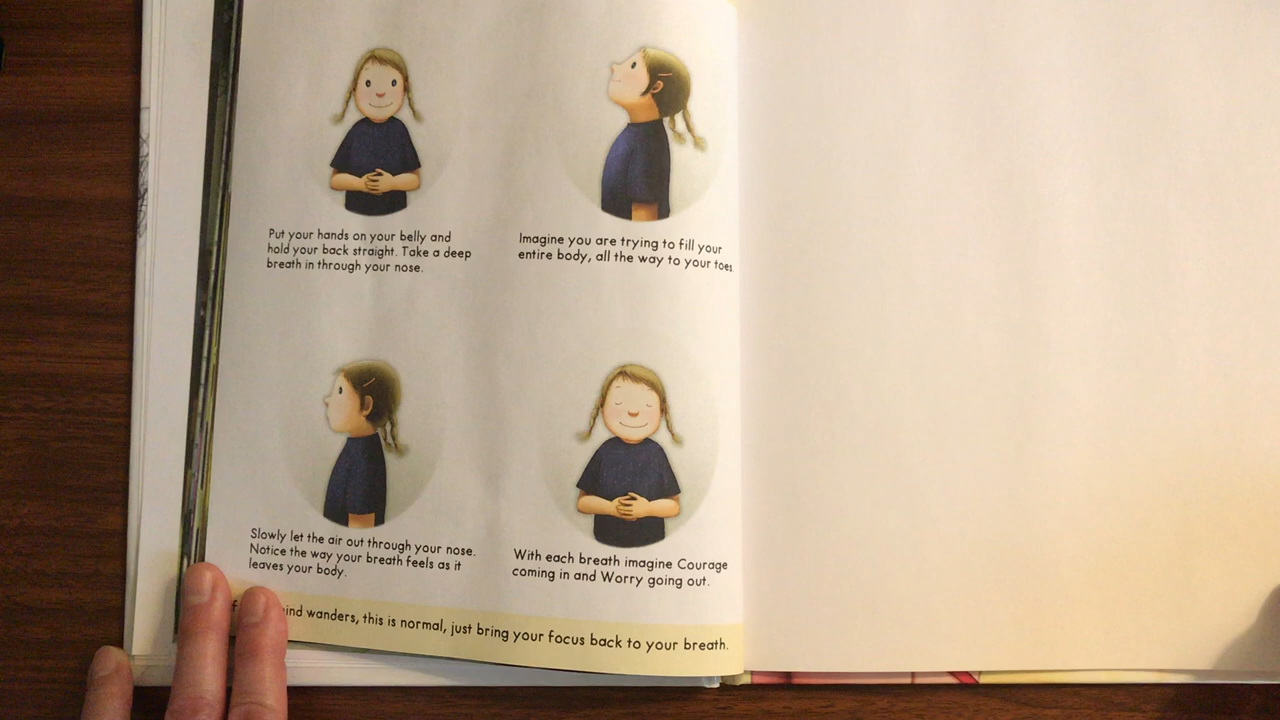 Put your hands on your belly and
hold your back straight. Take a deep
breath in through your nose.
Imagine you are trying to fill your
entire body, all the way to your toes.
Slowly let the air out through your nose.
Notice the way your breath feels as it
leaves your body.
With each breath imagine Courage
coming in and Worry going out.
wanders, this is normal, just bring your focus back to your breath.